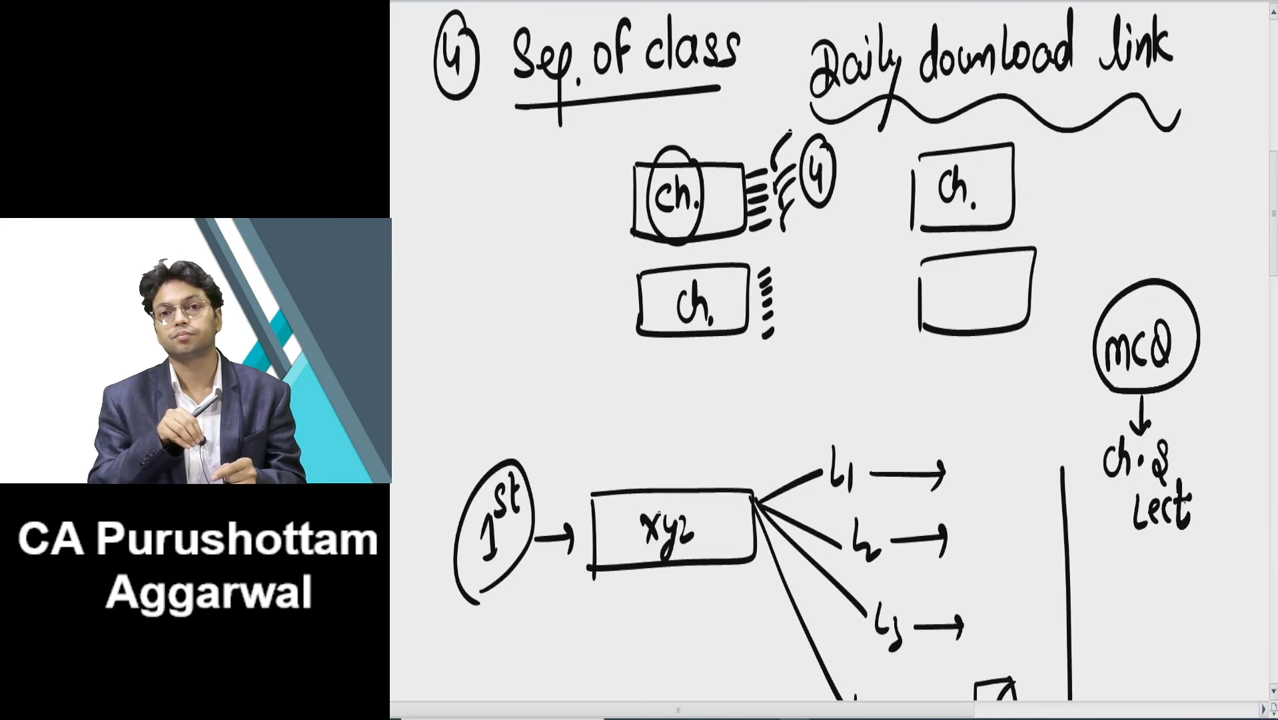 4 Sep. of class Daily download link
ch. 4 ch.
ch.
MCQ
ch. &
Lect
1st xyz
L1
L2
L3
CA Purushottam
Aggarwal